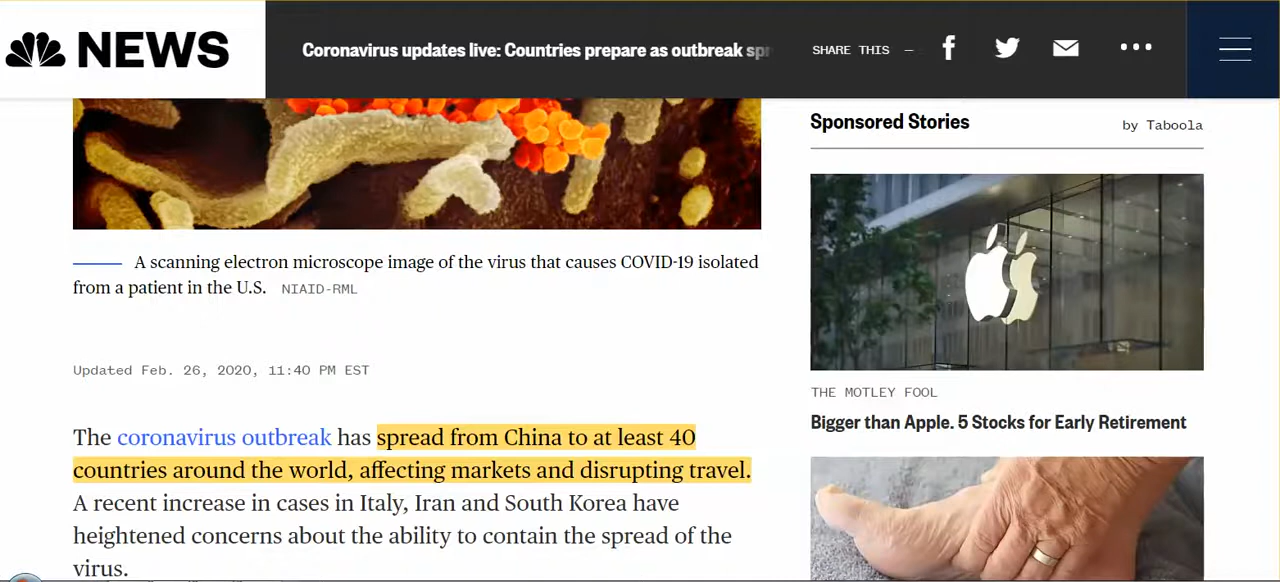 NEWS
Coronavirus updates live: Countries prepare as outbreak
SHARE THIS —
Sponsored Stories
by Taboola
A scanning electron microscope image of the virus that causes COVID-19 isolated
from a patient in the U.S. NIAID-RML
Updated Feb. 26, 2020, 11:40 PM EST
The coronavirus outbreak has spread from China to at least 40
countries around the world, affecting markets and disrupting travel.
A recent increase in cases in Italy, Iran and South Korea have
heightened concerns about the ability to contain the spread of the
virus.
THE MOTLEY FOOL
Bigger than Apple. 5 Stocks for Early Retirement